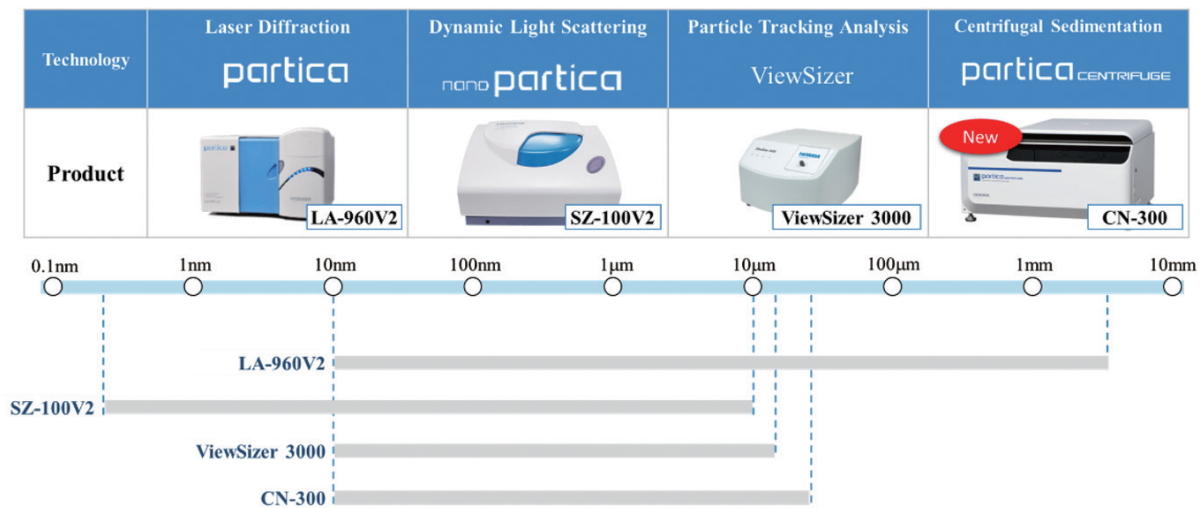 Technology
Laser Diffraction
partica
Dynamic Light Scattering
nano partica
Particle Tracking Analysis
ViewSizer
Centrifugal Sedimentation
partica CENTRIFUGE
Product
partica
LA-960V2
SZ-100V2
ViewSizer 3000
New
partica
CN-300
0.1nm 1nm 10nm 100nm 1μm 10μm 100μm 1mm 10mm
LA-960V2
SZ-100V2
ViewSizer 3000
CN-300